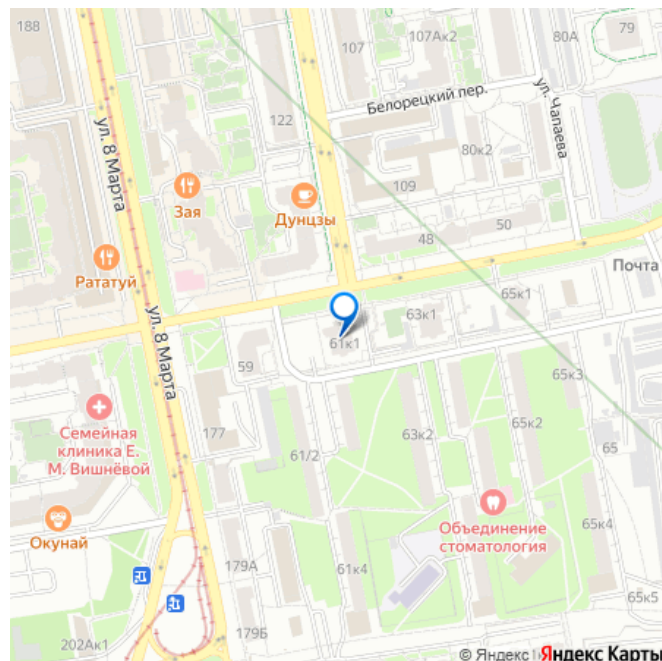 188
107
107Ак2
80А
79
Белорецкий пер.
ул. 8 Марта
122
ул. Чапаева
80к2
109
Зая
Дунцзы
48
50
Рататуй
Почта
65к1
ул. 8 Марта
63к1
61к1
59
65к3
Семейная
клиника Е.
М. Вишнёвой
177
61/2
63к2
65к2
65
Окунай
Объединение
стоматология
65к4
179А
61к4
65к5
202Ак1
179Б
© Яндекс
Яндекс Карты